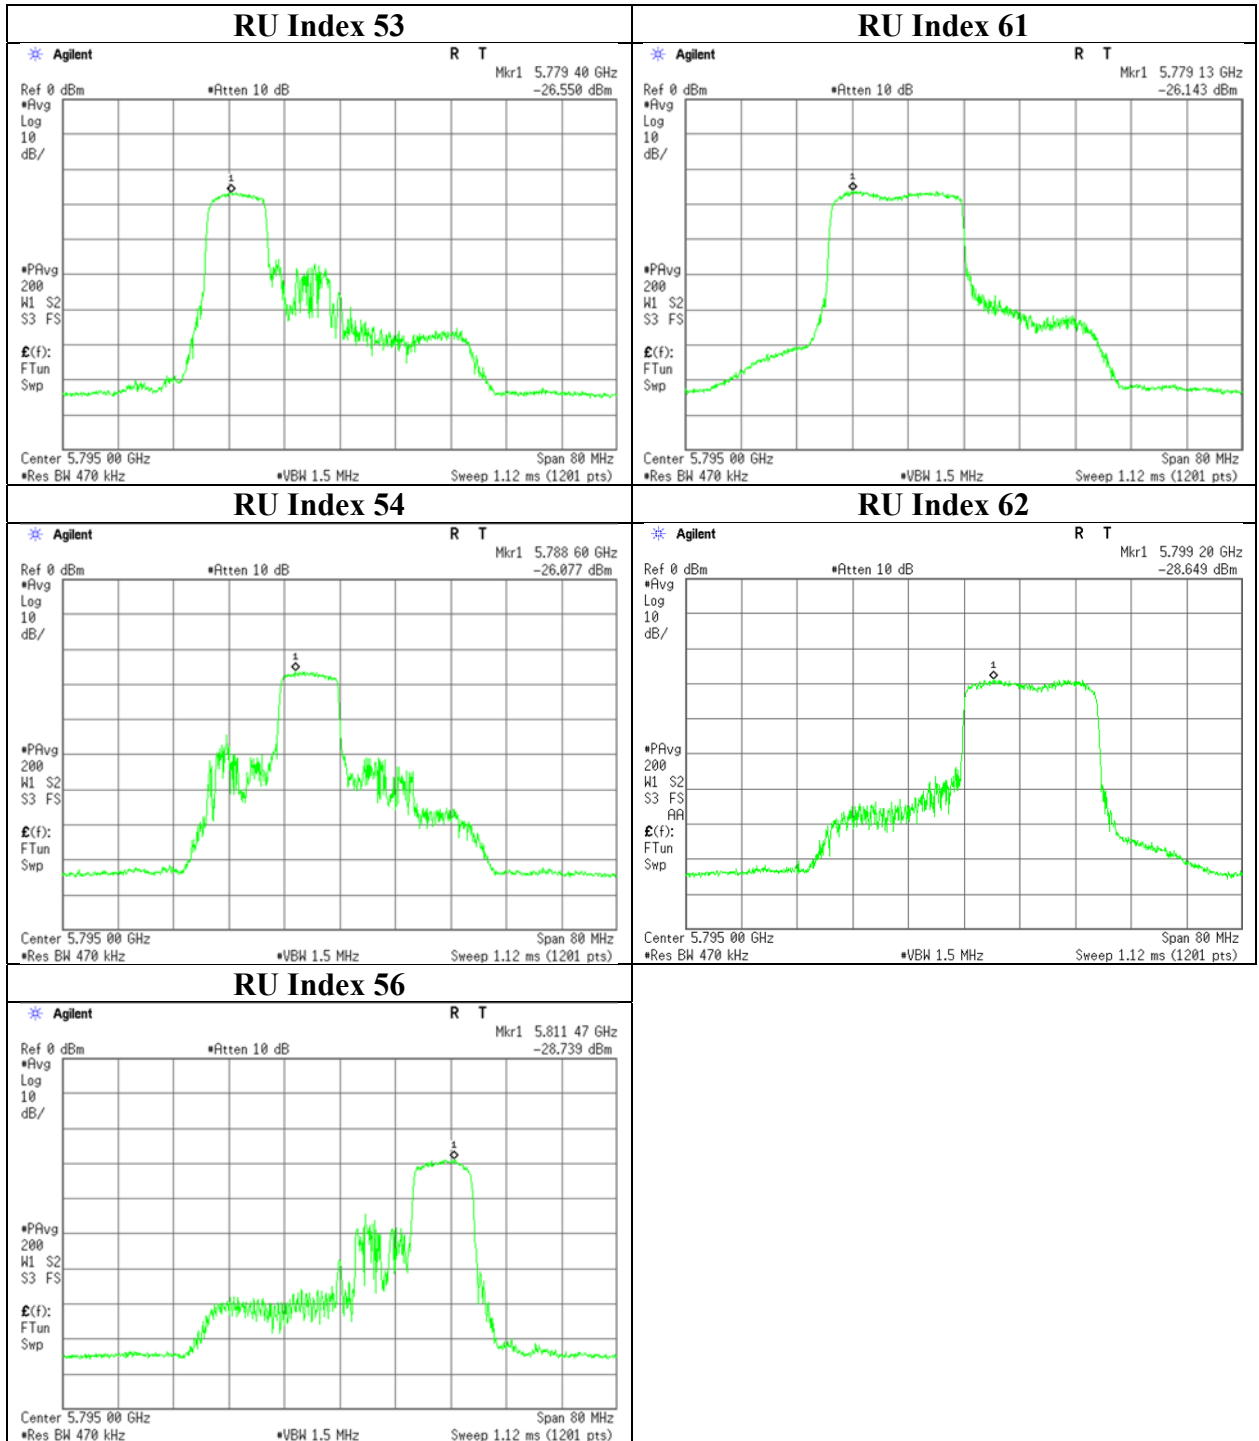 RU Index 53
Agilent R T
Mkr1 5.779 40 GHz
Ref 0 dBm #Atten 10 dB -26.550 dBm
#Avg
Log
10
dB/
1
#PAvg
200
W1 S2
S3 FS
£(f):
FTun
Swp
Center 5.795 00 GHz Span 80 MHz
#Res BW 470 kHz #VBW 1.5 MHz Sweep 1.12 ms (1201 pts)
RU Index 61
Agilent R T
Mkr1 5.779 13 GHz
Ref 0 dBm #Atten 10 dB -26.143 dBm
#Avg
Log
10
dB/
1
#PAvg
200
W1 S2
S3 FS
£(f):
FTun
Swp
Center 5.795 00 GHz Span 80 MHz
#Res BW 470 kHz #VBW 1.5 MHz Sweep 1.12 ms (1201 pts)
RU Index 54
Agilent R T
Mkr1 5.788 60 GHz
Ref 0 dBm #Atten 10 dB -26.077 dBm
#Avg
Log
10
dB/
1
#PAvg
200
W1 S2
S3 FS
£(f):
FTun
Swp
Center 5.795 00 GHz Span 80 MHz
#Res BW 470 kHz #VBW 1.5 MHz Sweep 1.12 ms (1201 pts)
RU Index 62
Agilent R T
Mkr1 5.799 20 GHz
Ref 0 dBm #Atten 10 dB -28.649 dBm
#Avg
Log
10
dB/
1
#PAvg
200
W1 S2
S3 FS
AA
£(f):
FTun
Swp
Center 5.795 00 GHz Span 80 MHz
#Res BW 470 kHz #VBW 1.5 MHz Sweep 1.12 ms (1201 pts)
RU Index 56
Agilent R T
Mkr1 5.811 47 GHz
Ref 0 dBm #Atten 10 dB -28.739 dBm
#Avg
Log
10
dB/
1
#PAvg
200
W1 S2
S3 FS
£(f):
FTun
Swp
Center 5.795 00 GHz Span 80 MHz
#Res BW 470 kHz #VBW 1.5 MHz Sweep 1.12 ms (1201 pts)